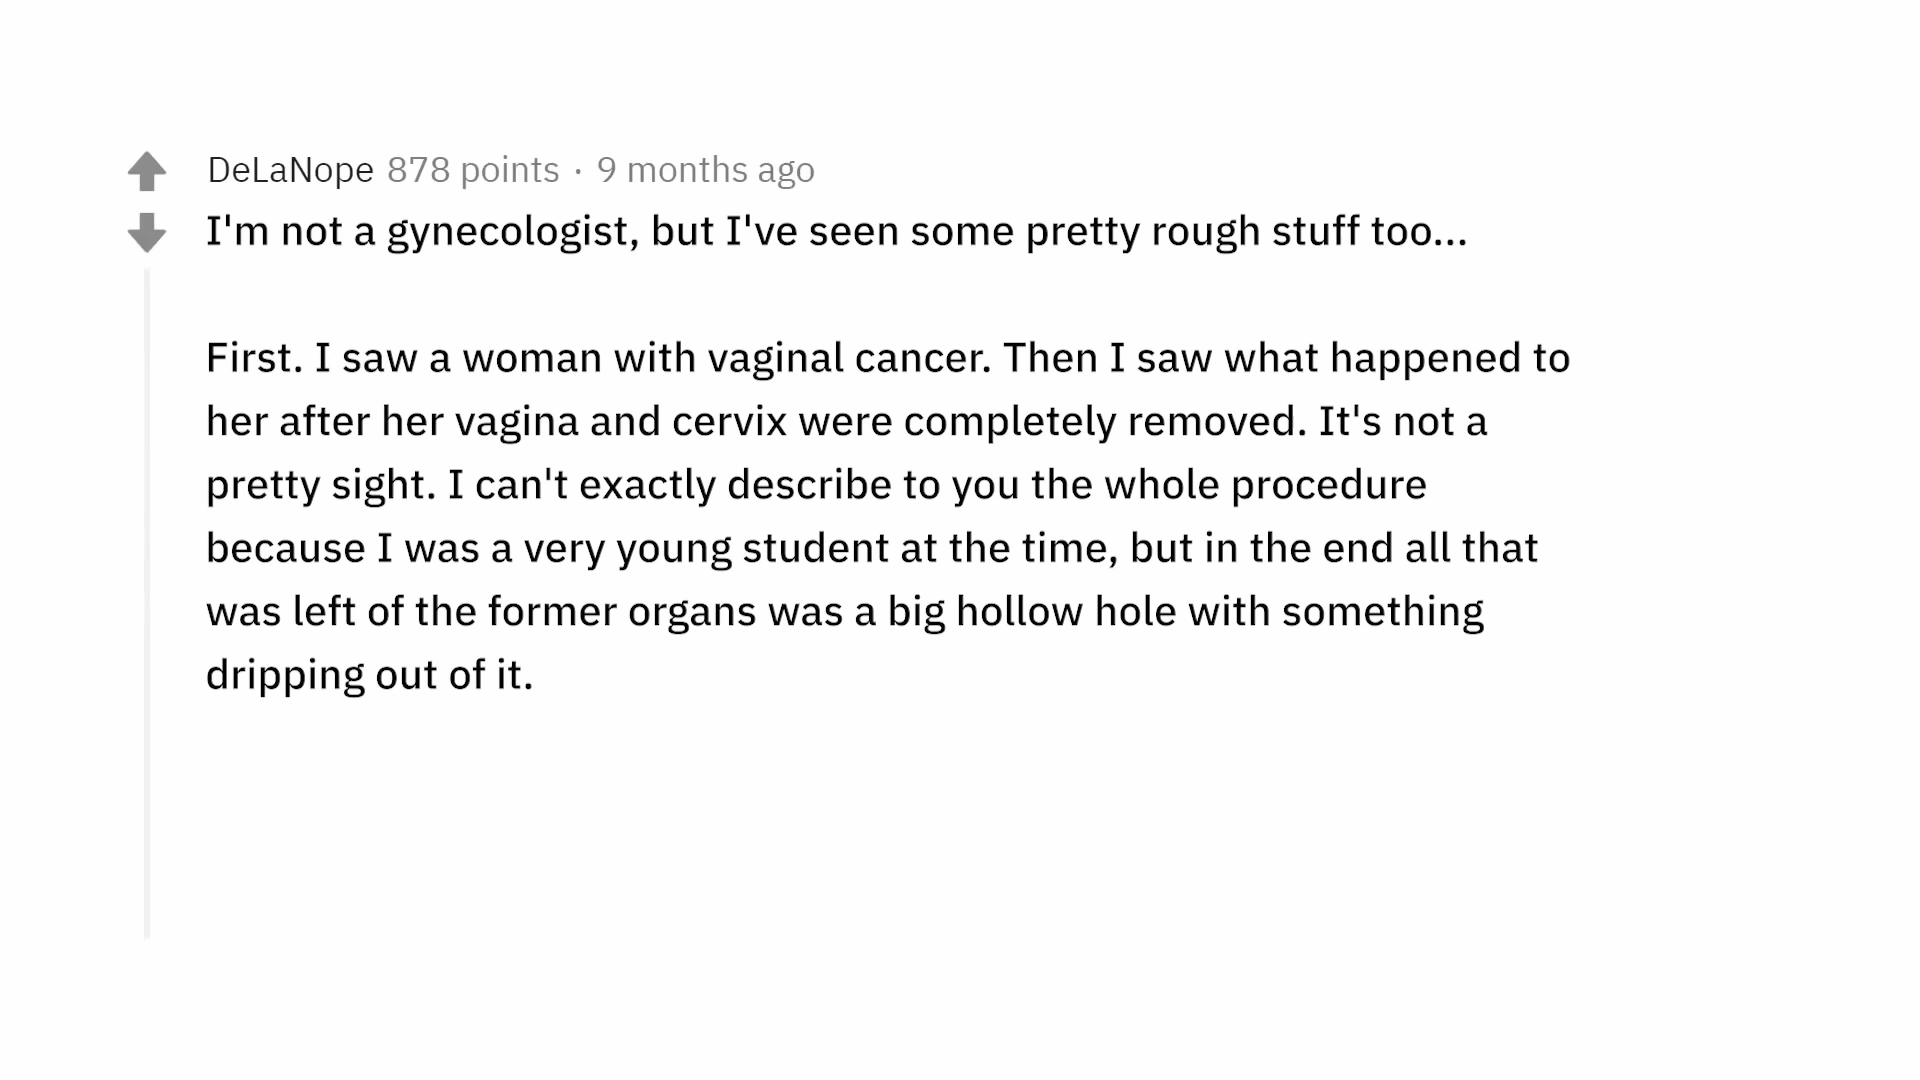 DeLaNope 878 points · 9 months ago
I'm not a gynecologist, but I've seen some pretty rough stuff too...
First. I saw a woman with vaginal cancer. Then I saw what happened to
her after her vagina and cervix were completely removed. It's not a
pretty sight. I can't exactly describe to you the whole procedure
because I was a very young student at the time, but in the end all that
was left of the former organs was a big hollow hole with something
dripping out of it.